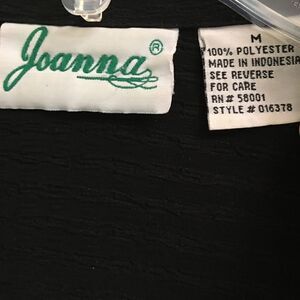 Joanna®
M
100% POLYESTER
MADE IN INDONESIA
SEE REVERSE
FOR CARE
RN# 58001
STYLE# 016378